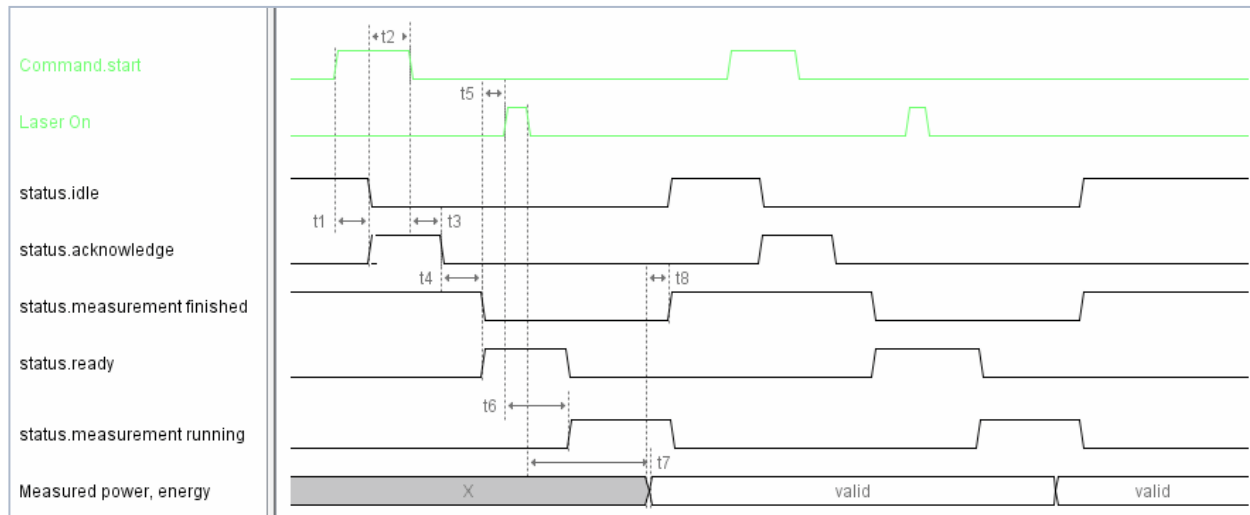 t2
Command.start
t5
Laser On
status.idle
t1
t3
status.acknowledge
t4
t8
status.measurement finished
status.ready
t6
status.measurement running
t7
Measured power, energy
X
valid
valid